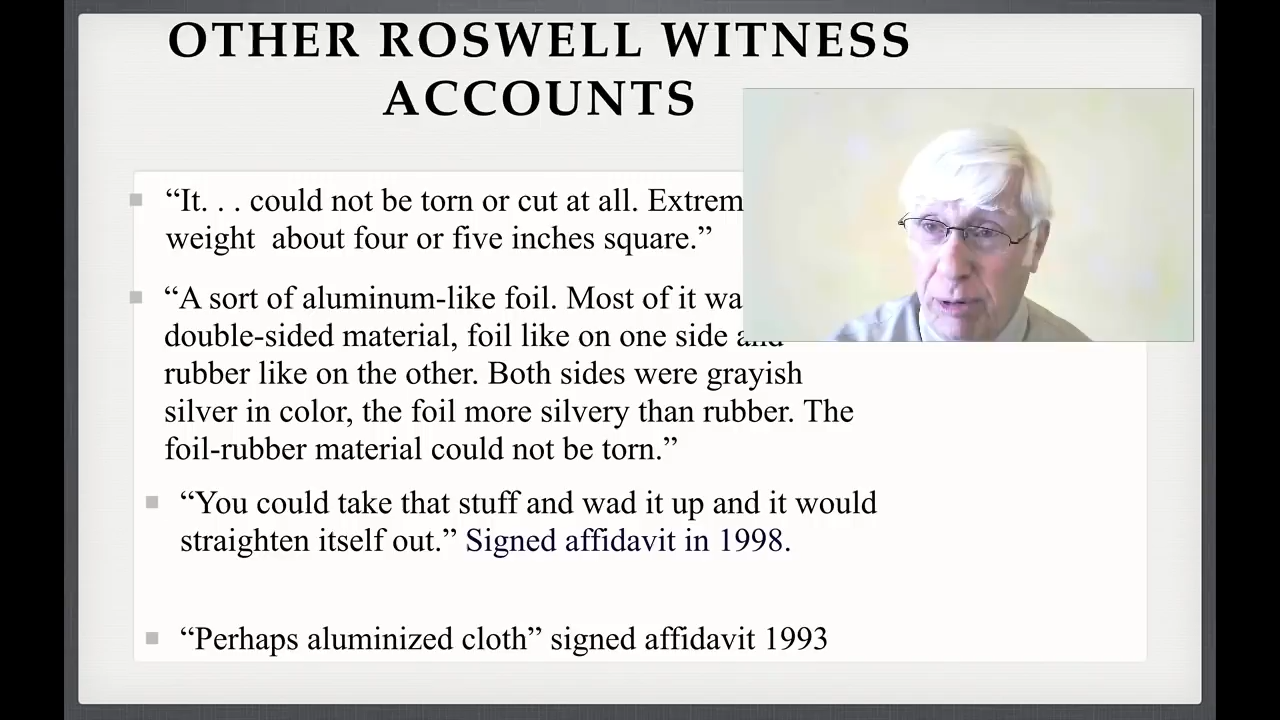 OTHER ROSWELL WITNESS
ACCOUNTS
“It. . . could not be torn or cut at all.
weight about four or five inches square.”
“A sort of aluminum-like foil. Most of it
double-sided material, foil like on one side and
rubber like on the other. Both sides were grayish
silver in color, the foil more silvery than rubber. The
foil-rubber material could not be torn.”
“You could take that stuff and wad it up and it would
straighten itself out.” Signed affidavit in 1998.
“Perhaps aluminized cloth” signed affidavit 1993